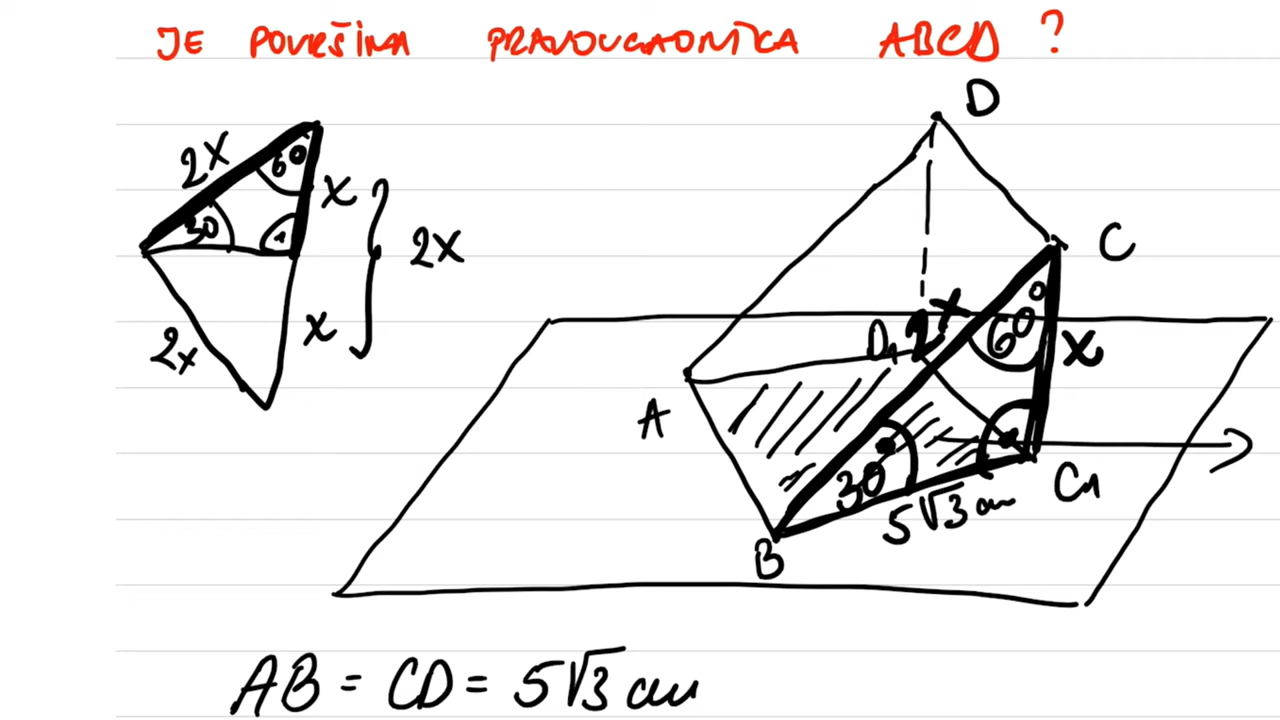 JE POVRŠINA PRAVOUGAONIKA ABCD ?
D
2x
60
x
30
2x
C
2x
60°
x
D₁
x
2x
A
30
5√3 cm
C₁
B
AB = CD = 5√3 cm